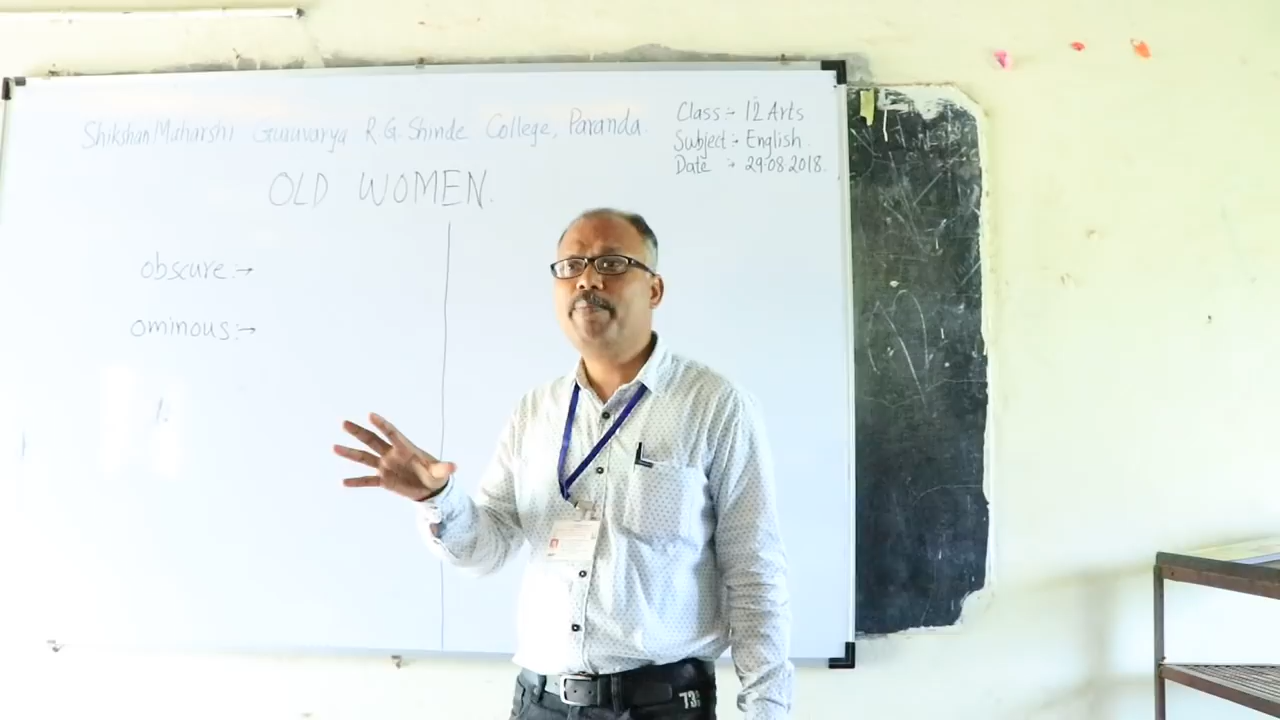 Shikshan Maharshi Guruvarya R.G. Shinde College, Paranda.
Class :- 12 Arts
Subject :- English.
Date :- 29.08.2018.
OLD WOMEN.
obscure :→
ominous :→
73